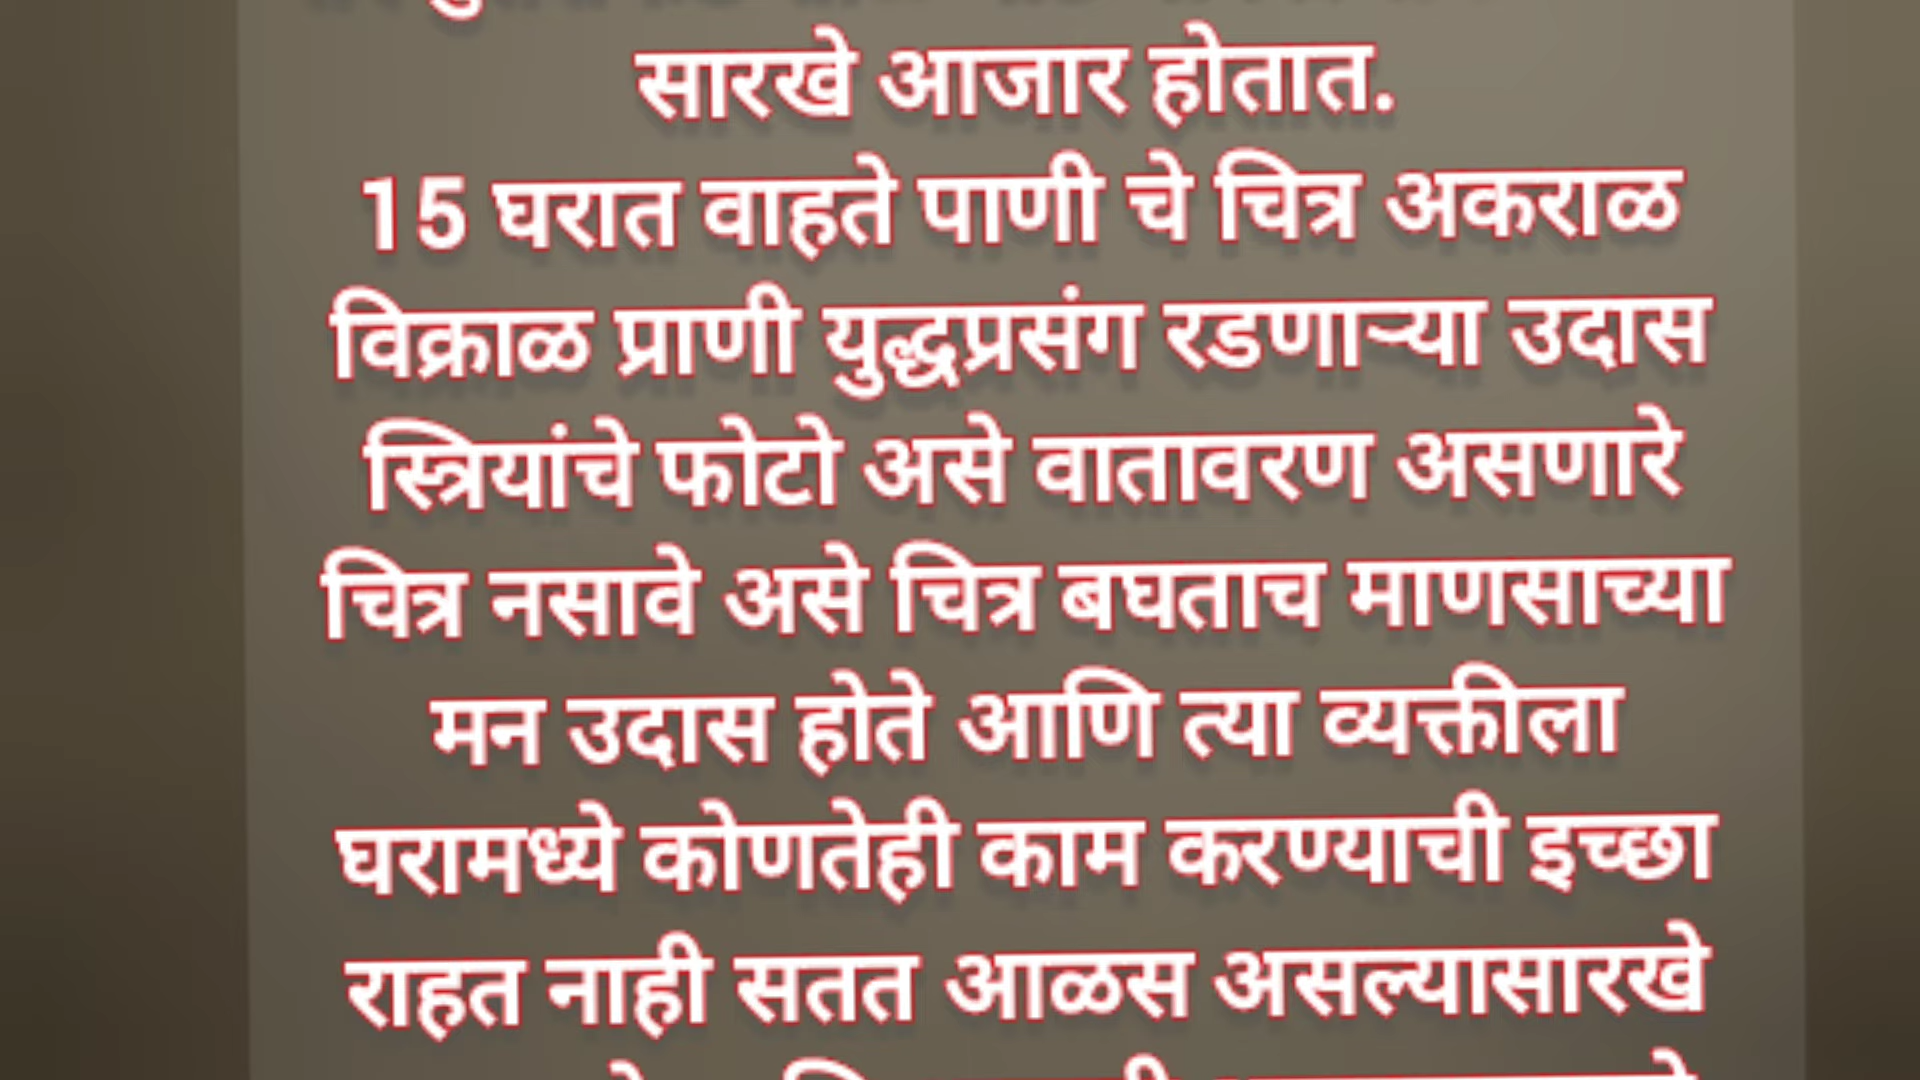 सारखे आजार होतात.
15 घरात वाहते पाणी चे चित्र अकराळ
विक्राळ प्राणी युद्धप्रसंग रडणाऱ्या उदास
स्त्रियांचे फोटो असे वातावरण असणारे
चित्र नसावे असे चित्र बघताच माणसाच्या
मन उदास होते आणि त्या व्यक्तीला
घरामध्ये कोणतेही काम करण्याची इच्छा
राहत नाही सतत आळस असल्यासारखे